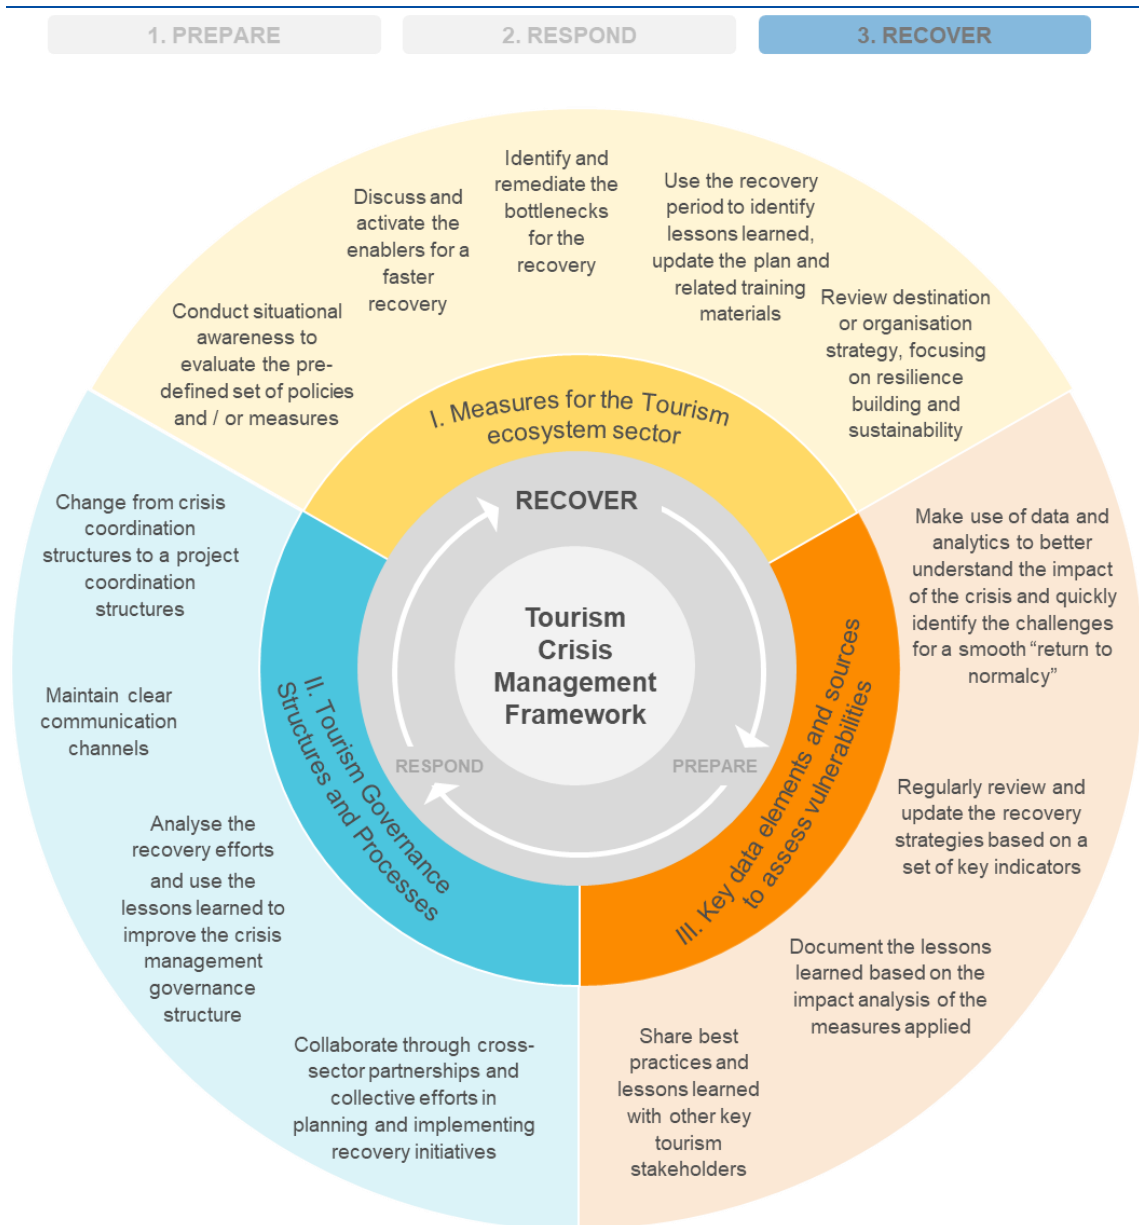 1. PREPARE
2. RESPOND
3. RECOVER
Conduct situational
awareness to
evaluate the pre-
defined set of policies
and / or measures
Discuss and
activate the
enablers for a
faster
recovery
Identify and
remediate the
bottlenecks
for the
recovery
Use the recovery
period to identify
lessons learned,
update the plan and
related training
materials
Review destination
or organisation
strategy, focusing
on resilience
building and
sustainability
I. Measures for the Tourism
ecosystem sector
RECOVER
Tourism
Crisis
Management
Framework
RESPOND
PREPARE
II. Tourism Governance
Structures and Processes
III. Key data elements and sources
to assess vulnerabilities
Change from crisis
coordination
structures to a project
coordination
structures
Maintain clear
communication
channels
Analyse the
recovery efforts
and use the
lessons learned to
improve the crisis
management
governance
structure
Collaborate through cross-
sector partnerships and
collective efforts in
planning and implementing
recovery initiatives
Make use of data and
analytics to better
understand the impact
of the crisis and quickly
identify the challenges
for a smooth “return to
normalcy”
Regularly review and
update the recovery
strategies based on a
set of key indicators
Document the lessons
learned based on the
impact analysis of the
measures applied
Share best
practices and
lessons learned
with other key
tourism
stakeholders